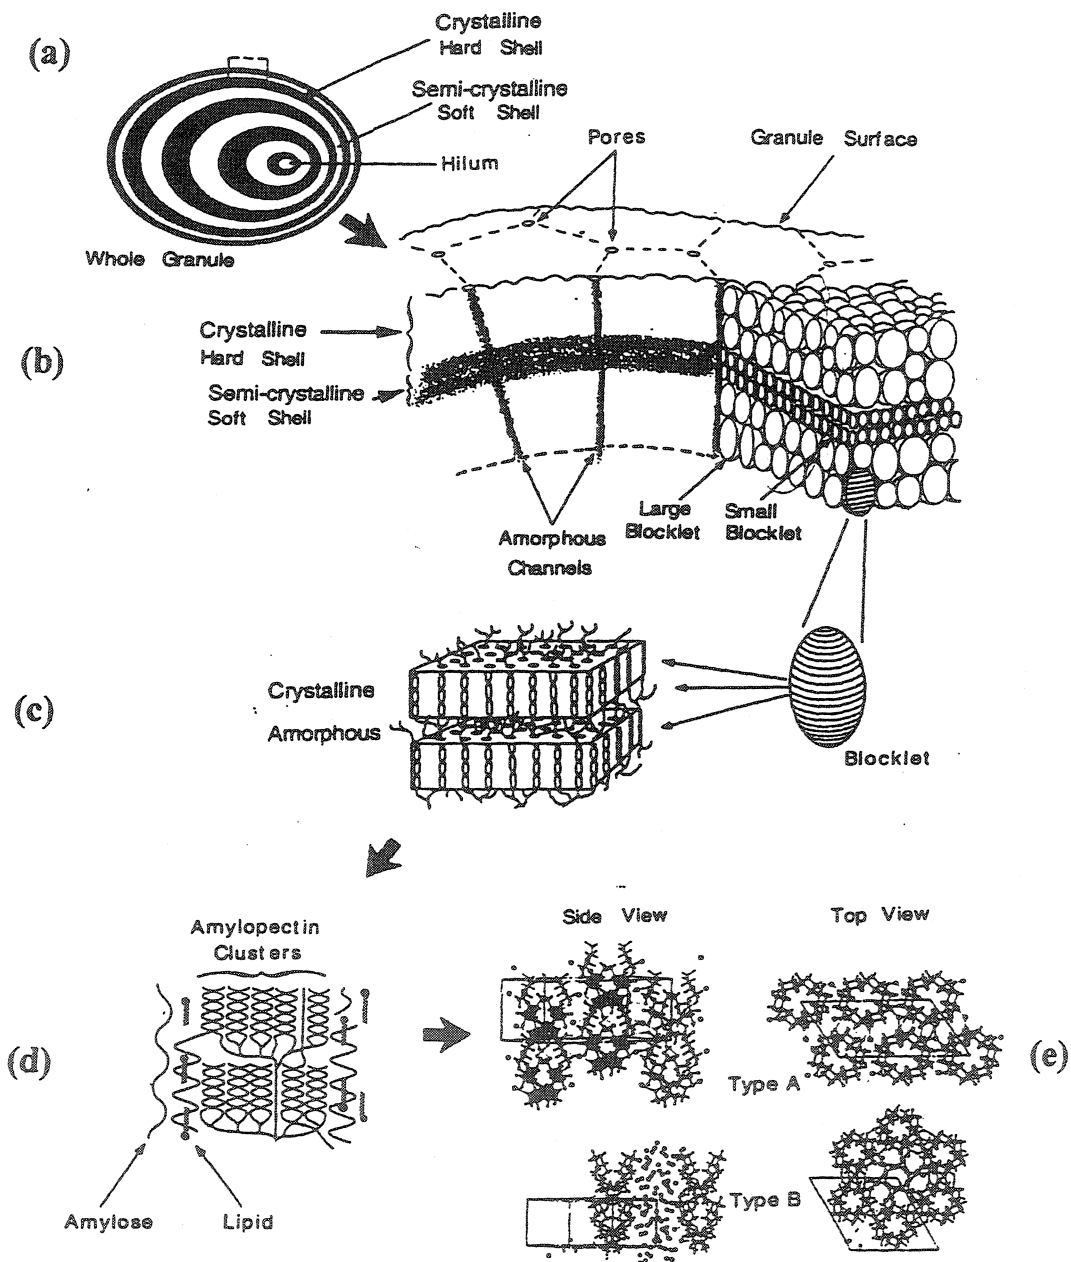 (a)
Crystalline
Hard Shell
Semi-crystalline
Soft Shell
Hilum
Whole Granule
Pores
Granule Surface
(b)
Crystalline
Hard Shell
Semi-crystalline
Soft Shell
Large
Blocklet
Small
Blocklet
Amorphous
Channels
(c)
Crystalline
Amorphous
Blocklet
(d)
Amylopectin
Clusters
Amylose
Lipid
Side View
Top View
(e)
Type A
Type B